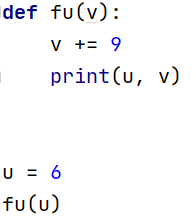 def fu(v):
    v += 9
    print(u, v)
u = 6
fu(u)